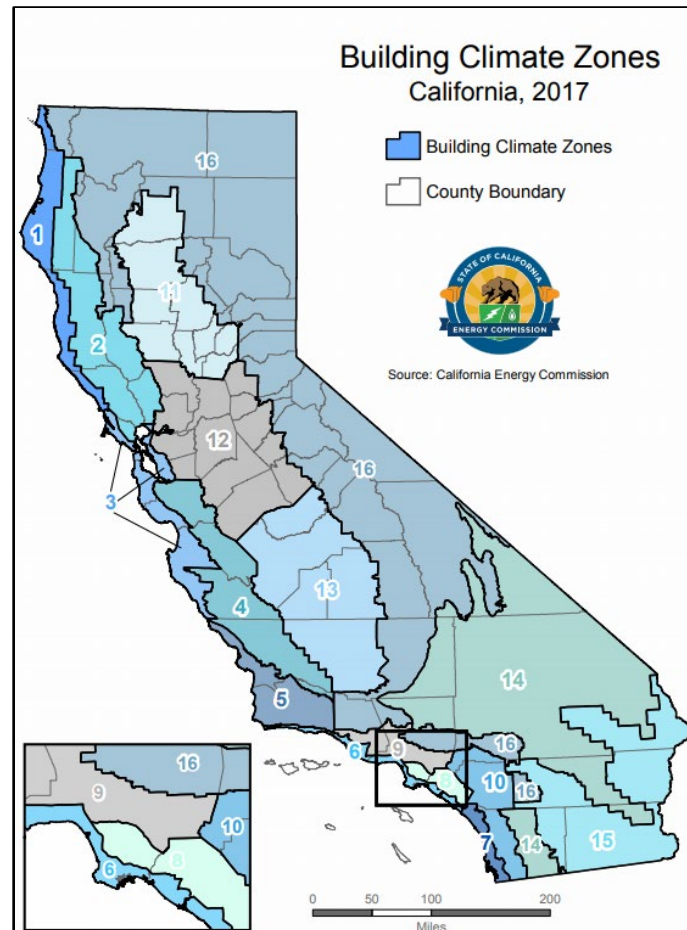 Building Climate Zones
California, 2017
Building Climate Zones
County Boundary
STATE OF CALIFORNIA
ENERGY COMMISSION
Source: California Energy Commission
16
1
11
2
12
16
3
13
4
14
5
16
6
9
8
10
16
7
14
15
16
9
10
8
6
0 50 100 200
Miles